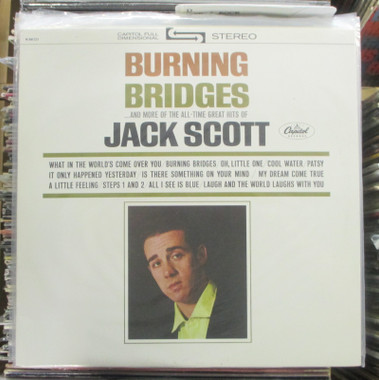 CAPITOL FULL DIMENSIONAL STEREO
BURNING
BRIDGES
...AND MORE OF THE ALL-TIME GREAT HITS OF
JACK SCOTT
Capitol
WHAT IN THE WORLD'S COME OVER YOU / BURNING BRIDGES / OH, LITTLE ONE / COOL WATER / PATSY
IT ONLY HAPPENED YESTERDAY / IS THERE SOMETHING ON YOUR MIND / MY DREAM COME TRUE
A LITTLE FEELING / STEPS 1 AND 2 / ALL I SEE IS BLUE / LAUGH AND THE WORLD LAUGHS WITH YOU